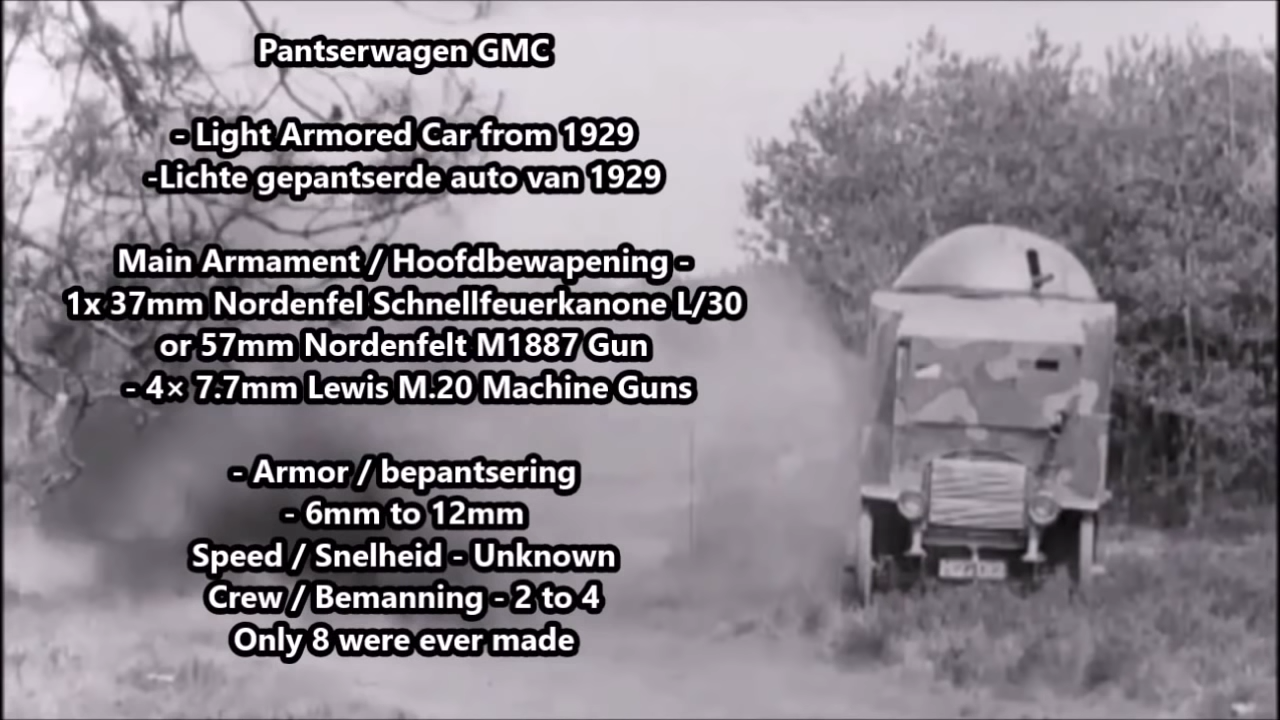 Pantserwagen GMC
- Light Armored Car from 1929
-Lichte gepantserde auto van 1929
Main Armament / Hoofdbewapening -
1x 37mm Nordenfel Schnellfeuerkanone L/30
or 57mm Nordenfelt M1887 Gun
- 4× 7.7mm Lewis M.20 Machine Guns
- Armor / bepantsering
- 6mm to 12mm
Speed / Snelheid - Unknown
Crew / Bemanning - 2 to 4
Only 8 were ever made